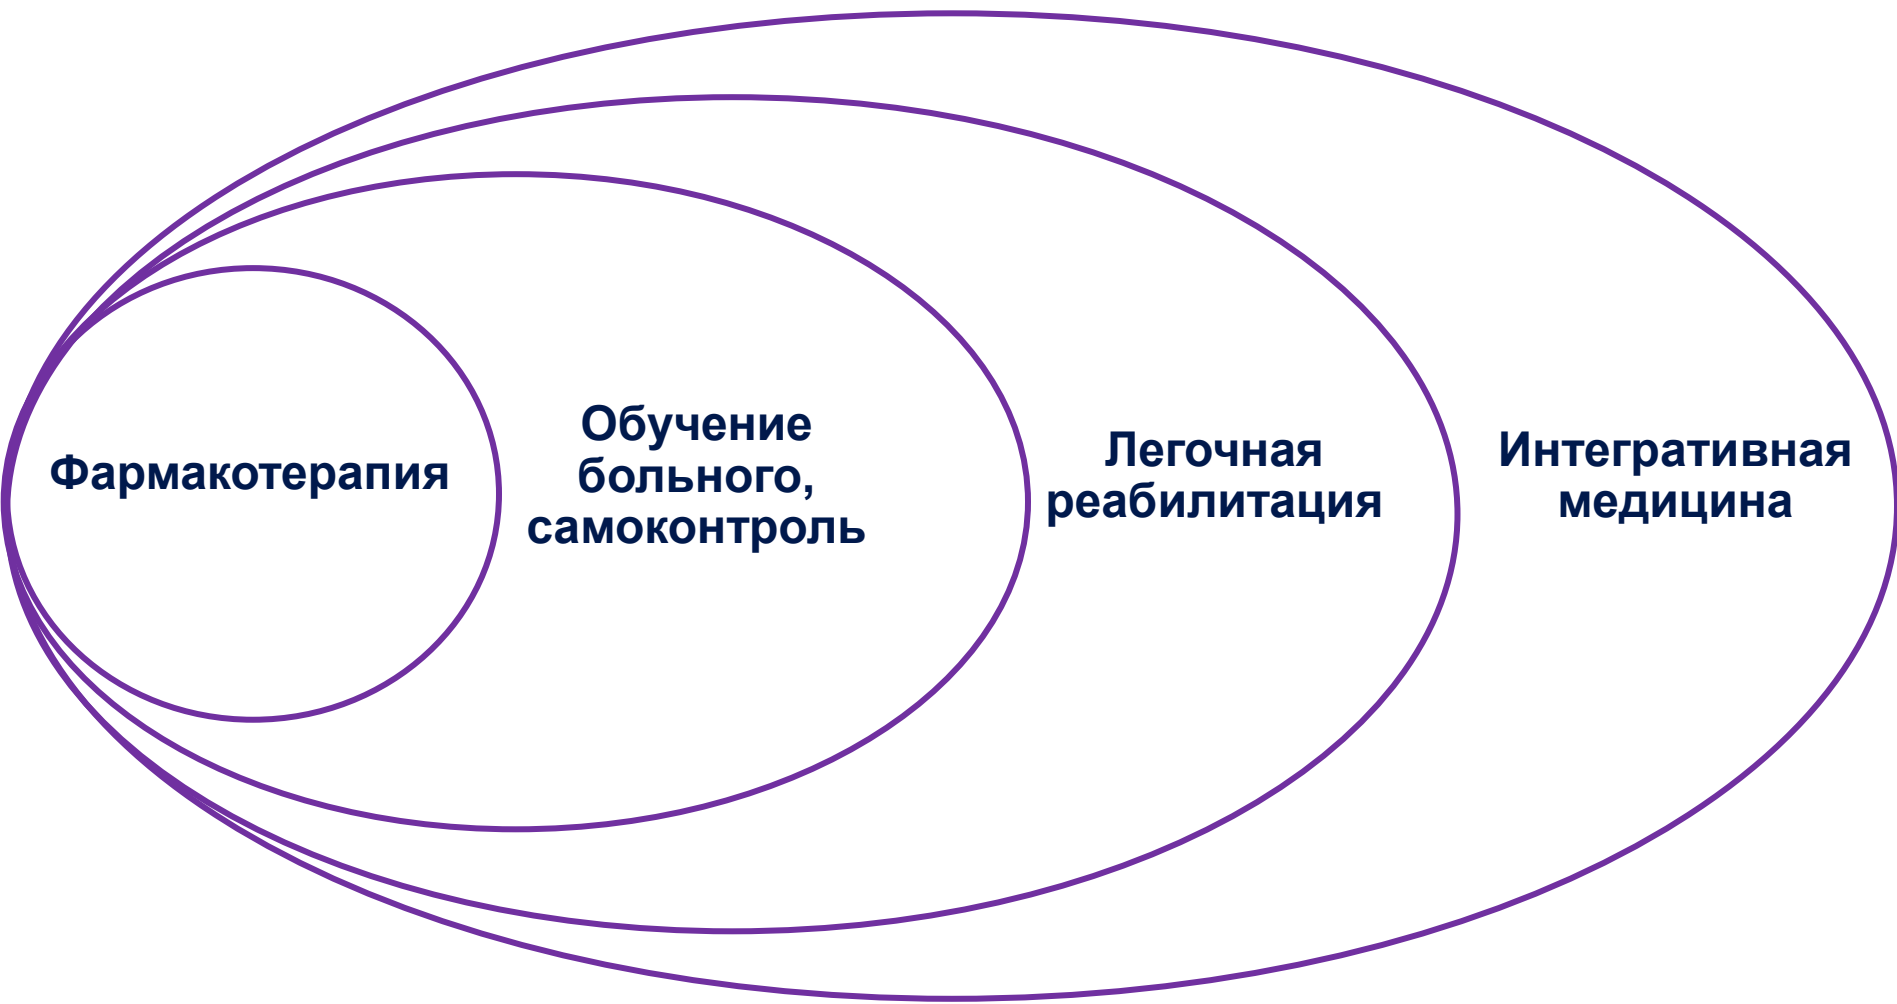 Фармакотерапия
Обучение
больного,
самоконтроль
Легочная
реабилитация
Интегративная
медицина